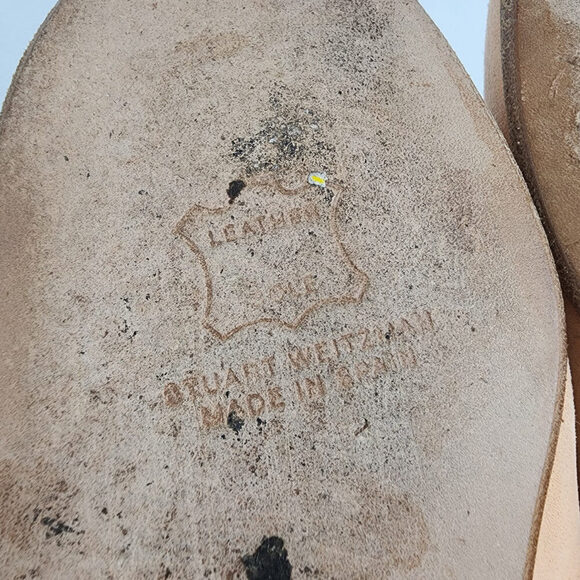 LEATHER
SOLE
STUART WEITZMAN
MADE IN SPAIN